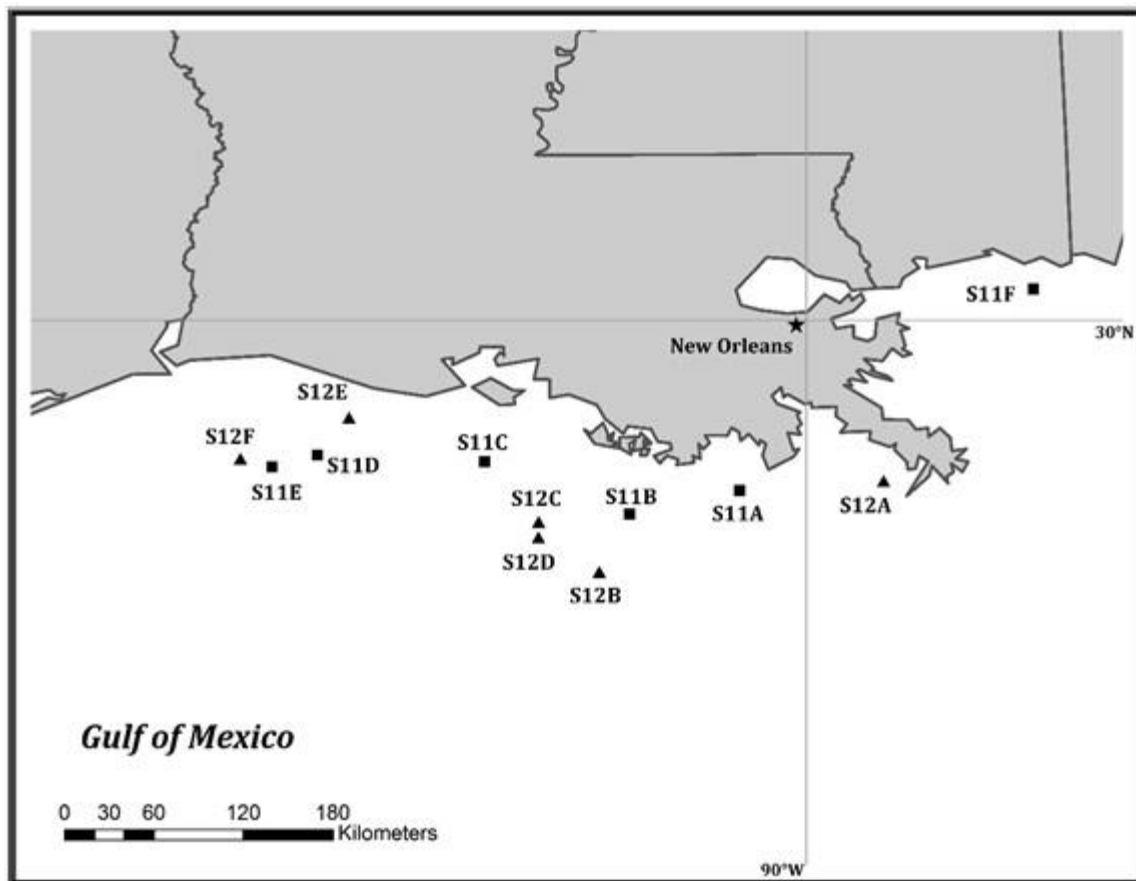 S11F
30°N
New Orleans
S12E
S12F
S11C
S11D
S11E
S12C
S11B
S12A
S11A
S12D
S12B
Gulf of Mexico
0 30 60 120 180
Kilometers
90°W